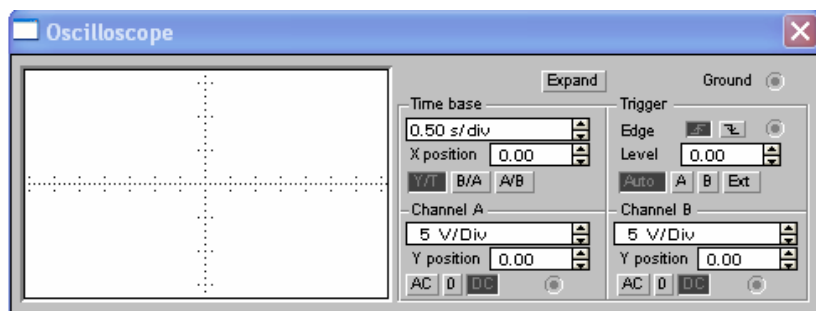 Oscilloscope
Expand
Ground
Time base
0.50 s/div
X position 0.00
Y/T B/A A/B
Trigger
Edge
Level 0.00
Auto A B Ext
Channel A
5 V/Div
Y position 0.00
AC 0 DC
Channel B
5 V/Div
Y position 0.00
AC 0 DC